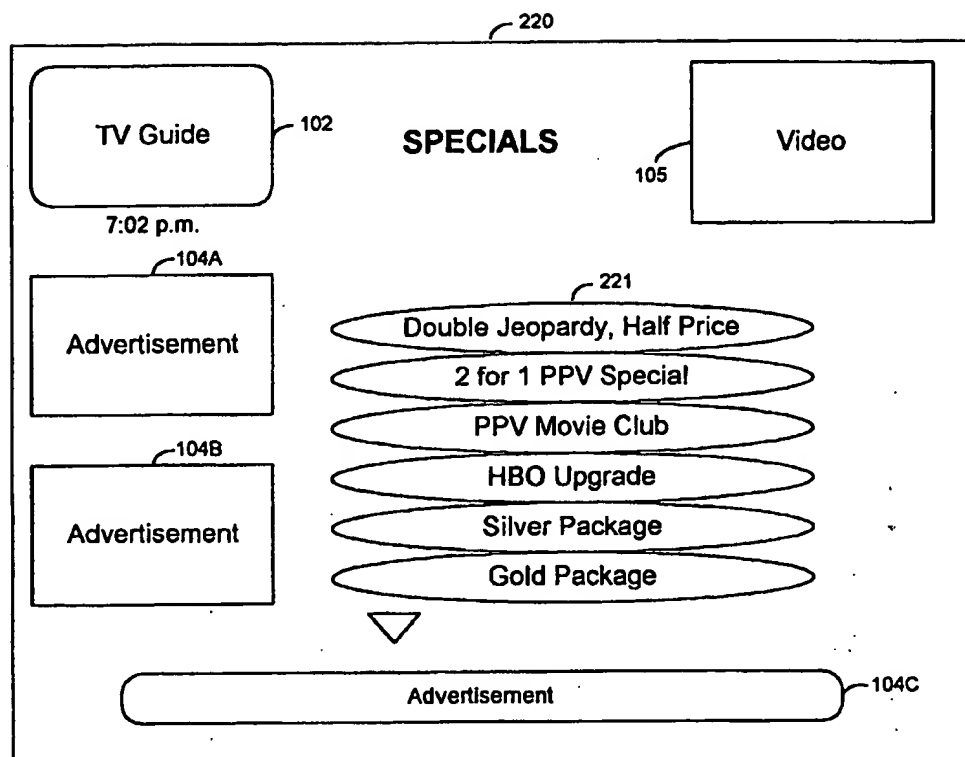 220
TV Guide
102
SPECIALS
105
Video
7:02 p.m.
104A
Advertisement
221
Double Jeopardy, Half Price
2 for 1 PPV Special
PPV Movie Club
104B
HBO Upgrade
Advertisement
Silver Package
Gold Package
Advertisement
104C